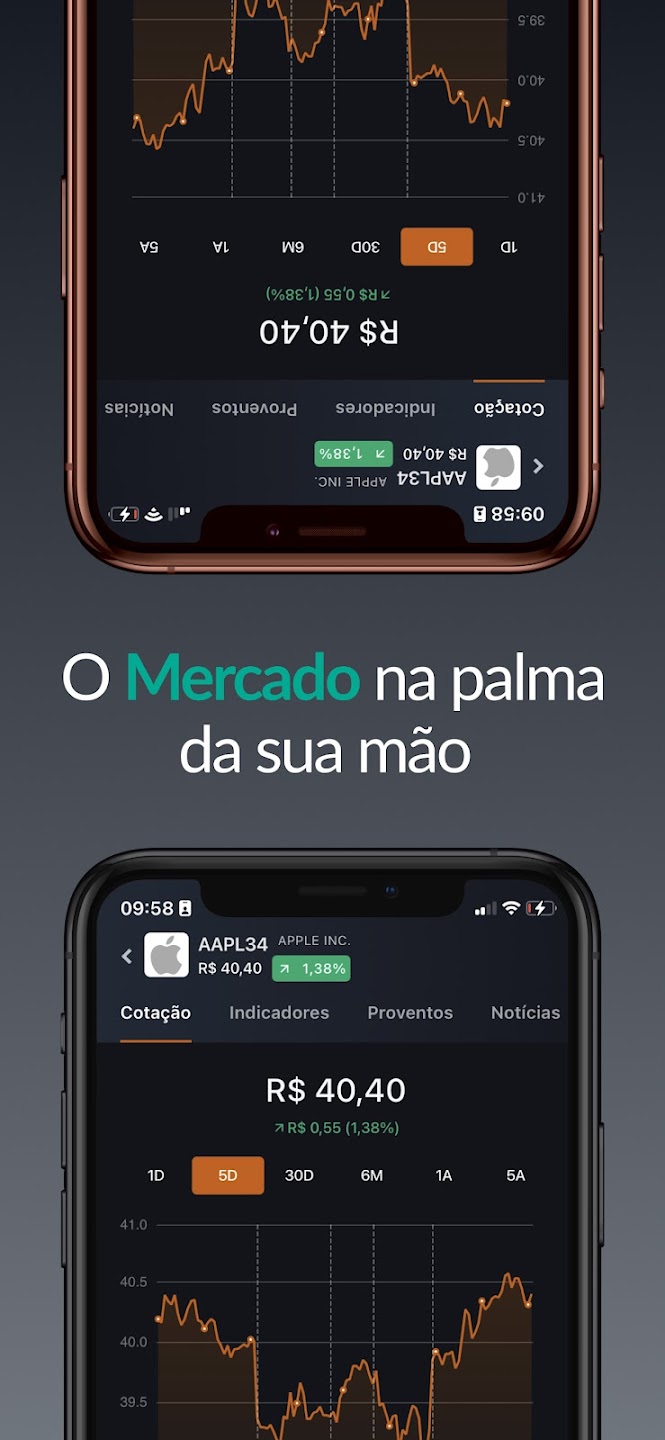 39.5
40.0
40.5
41.0
5A 1A 6M 30D 5D 1D
R$ 0,55 (1,38%)
R$ 40,40
Notícias Proventos Indicadores Cotação
R$ 40,40 1,38%
AAPL34 APPLE INC.
09:58
O Mercado na palma
da sua mão
09:58
AAPL34 APPLE INC.
R$ 40,40 1,38%
Cotação Indicadores Proventos Notícias
R$ 40,40
R$ 0,55 (1,38%)
1D 5D 30D 6M 1A 5A
41.0
40.5
40.0
39.5